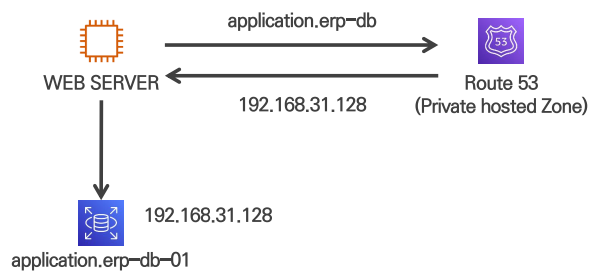 application.erp-db
53
WEB SERVER
Route 53
(Private hosted Zone)
192.168.31.128
192.168.31.128
application.erp-db-01